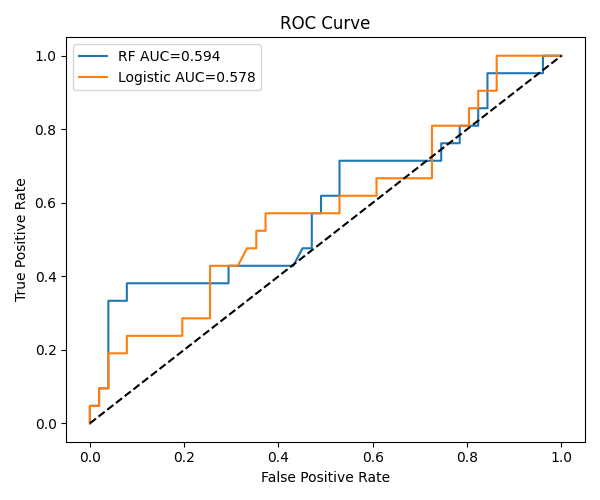 ROC Curve
RF AUC=0.594
Logistic AUC=0.578
True Positive Rate
1.0
0.8
0.6
0.4
0.2
0.0
0.0 0.2 0.4 0.6 0.8 1.0
False Positive Rate